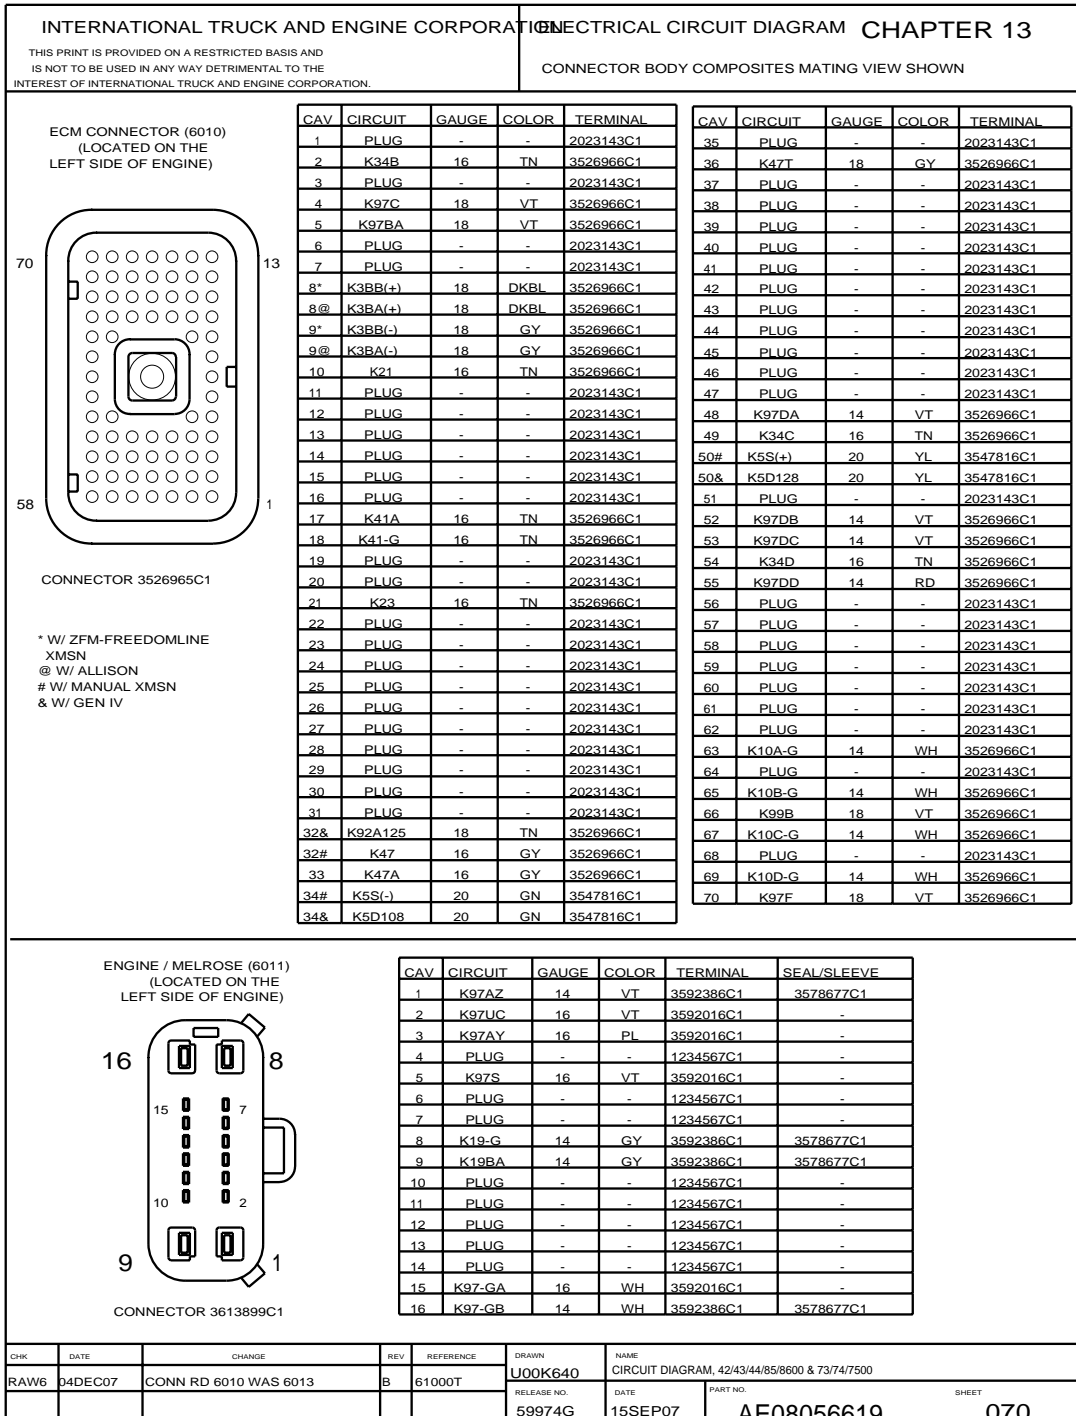 INTERNATIONAL TRUCK AND ENGINE CORPORATION
ELECTRICAL CIRCUIT DIAGRAM CHAPTER 13
THIS PRINT IS PROVIDED ON A RESTRICTED BASIS AND
IS NOT TO BE USED IN ANY WAY DETRIMENTAL TO THE
INTEREST OF INTERNATIONAL TRUCK AND ENGINE CORPORATION.
CONNECTOR BODY COMPOSITES MATING VIEW SHOWN
ECM CONNECTOR (6010)
(LOCATED ON THE
LEFT SIDE OF ENGINE)
70
13
58
1
CONNECTOR 3526965C1
* W/ ZFM-FREEDOMLINE
XMSN
@ W/ ALLISON
# W/ MANUAL XMSN
& W/ GEN IV
CAV CIRCUIT GAUGE COLOR TERMINAL
1 PLUG - - 2023143C1
2 K34B 16 TN 3526966C1
3 PLUG - - 2023143C1
4 K97C 18 VT 3526966C1
5 K97BA 18 VT 3526966C1
6 PLUG - - 2023143C1
7 PLUG - - 2023143C1
8* K3BB(+) 18 DKBL 3526966C1
8@ K3BA(+) 18 DKBL 3526966C1
9* K3BB(-) 18 GY 3526966C1
9@ K3BA(-) 18 GY 3526966C1
10 K21 16 TN 3526966C1
11 PLUG - - 2023143C1
12 PLUG - - 2023143C1
13 PLUG - - 2023143C1
14 PLUG - - 2023143C1
15 PLUG - - 2023143C1
16 PLUG - - 2023143C1
17 K41A 16 TN 3526966C1
18 K41-G 16 TN 3526966C1
19 PLUG - - 2023143C1
20 PLUG - - 2023143C1
21 K23 16 TN 3526966C1
22 PLUG - - 2023143C1
23 PLUG - - 2023143C1
24 PLUG - - 2023143C1
25 PLUG - - 2023143C1
26 PLUG - - 2023143C1
27 PLUG - - 2023143C1
28 PLUG - - 2023143C1
29 PLUG - - 2023143C1
30 PLUG - - 2023143C1
31 PLUG - - 2023143C1
32& K92A125 18 TN 3526966C1
32# K47 16 GY 3526966C1
33 K47A 16 GY 3526966C1
34# K5S(-) 20 GN 3547816C1
34& K5D108 20 GN 3547816C1
CAV CIRCUIT GAUGE COLOR TERMINAL
35 PLUG - - 2023143C1
36 K47T 18 GY 3526966C1
37 PLUG - - 2023143C1
38 PLUG - - 2023143C1
39 PLUG - - 2023143C1
40 PLUG - - 2023143C1
41 PLUG - - 2023143C1
42 PLUG - - 2023143C1
43 PLUG - - 2023143C1
44 PLUG - - 2023143C1
45 PLUG - - 2023143C1
46 PLUG - - 2023143C1
47 PLUG - - 2023143C1
48 K97DA 14 VT 3526966C1
49 K34C 16 TN 3526966C1
50# K5S(+) 20 YL 3547816C1
50& K5D128 20 YL 3547816C1
51 PLUG - - 2023143C1
52 K97DB 14 VT 3526966C1
53 K97DC 14 VT 3526966C1
54 K34D 16 TN 3526966C1
55 K97DD 14 RD 3526966C1
56 PLUG - - 2023143C1
57 PLUG - - 2023143C1
58 PLUG - - 2023143C1
59 PLUG - - 2023143C1
60 PLUG - - 2023143C1
61 PLUG - - 2023143C1
62 PLUG - - 2023143C1
63 K10A-G 14 WH 3526966C1
64 PLUG - - 2023143C1
65 K10B-G 14 WH 3526966C1
66 K99B 18 VT 3526966C1
67 K10C-G 14 WH 3526966C1
68 PLUG - - 2023143C1
69 K10D-G 14 WH 3526966C1
70 K97F 18 VT 3526966C1
ENGINE / MELROSE (6011)
(LOCATED ON THE
LEFT SIDE OF ENGINE)
16
8
15
7
10
2
9
1
CONNECTOR 3613899C1
CAV CIRCUIT GAUGE COLOR TERMINAL SEAL/SLEEVE
1 K97AZ 14 VT 3592386C1 3578677C1
2 K97UC 16 VT 3592016C1 -
3 K97AY 16 PL 3592016C1 -
4 PLUG - - 1234567C1 -
5 K97S 16 VT 3592016C1 -
6 PLUG - - 1234567C1 -
7 PLUG - - 1234567C1 -
8 K19-G 14 GY 3592386C1 3578677C1
9 K19BA 14 GY 3592386C1 3578677C1
10 PLUG - - 1234567C1 -
11 PLUG - - 1234567C1 -
12 PLUG - - 1234567C1 -
13 PLUG - - 1234567C1 -
14 PLUG - - 1234567C1 -
15 K97-GA 16 WH 3592016C1 -
16 K97-GB 14 WH 3592386C1 3578677C1
CHK DATE CHANGE REV REFERENCE
RAW6 04DEC07 CONN RD 6010 WAS 6013 B 61000T
DRAWN
U00K640
NAME
CIRCUIT DIAGRAM, 42/43/44/85/8600 & 73/74/7500
RELEASE NO.
59974G
DATE
15SEP07
PART NO.
AE08056619
SHEET
070